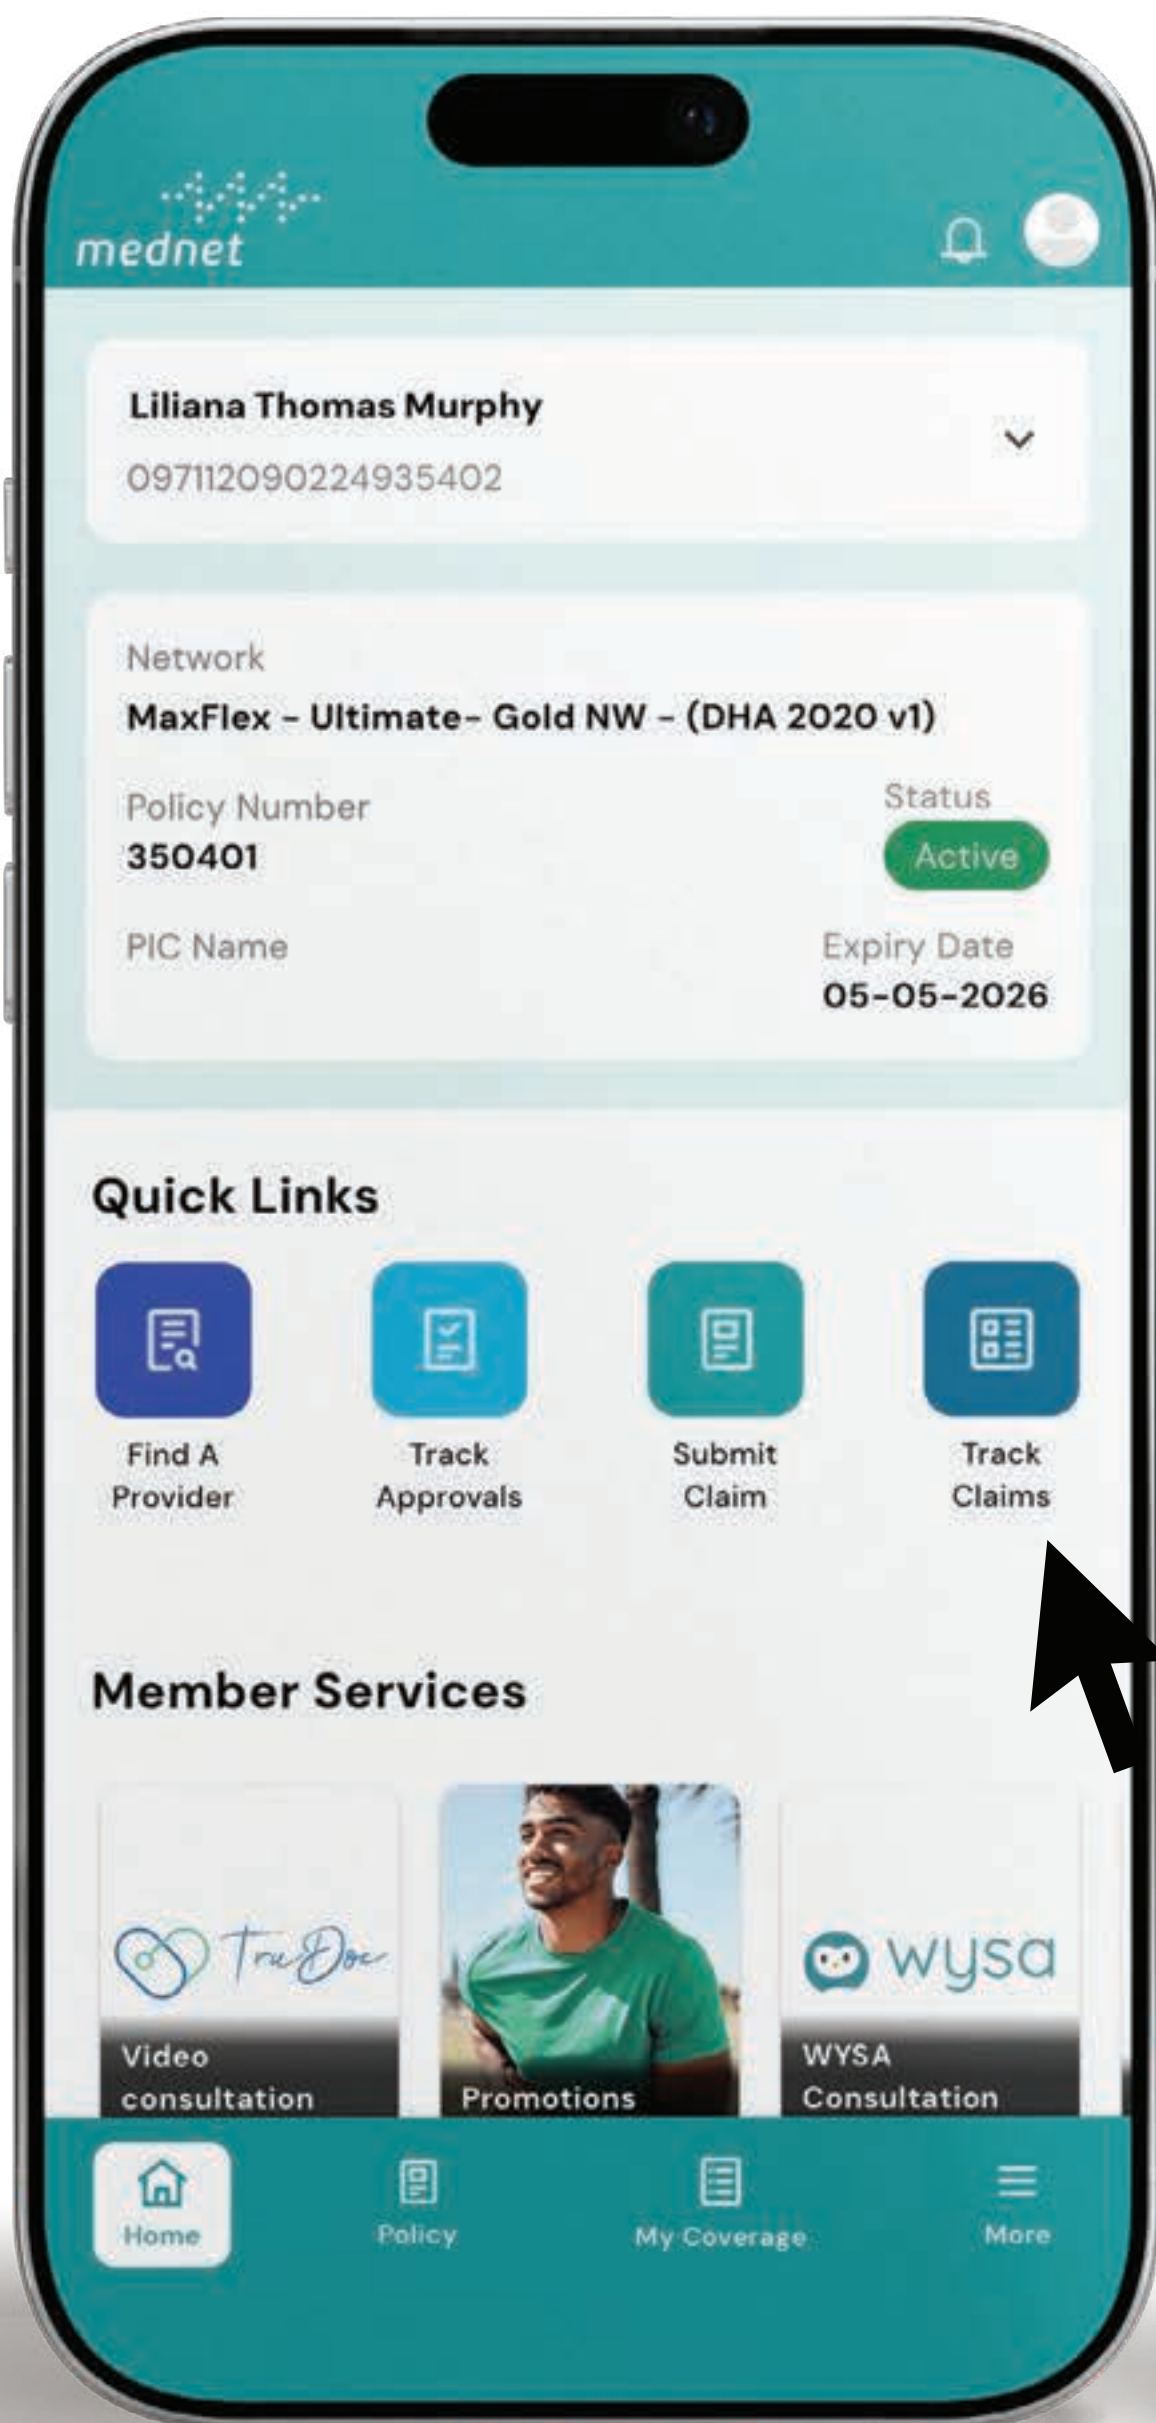 mednet
Liliana Thomas Murphy
097112090224935402
Network
MaxFlex - Ultimate- Gold NW - (DHA 2020 v1)
Policy Number
350401
Status
Active
PIC Name
Expiry Date
05-05-2026
Quick Links
Find A
Provider
Track
Approvals
Submit
Claim
Track
Claims
Member Services
TruDoc
Video
consultation
Promotions
wysa
WYSA
Consultation
Home
Policy
My Coverage
More